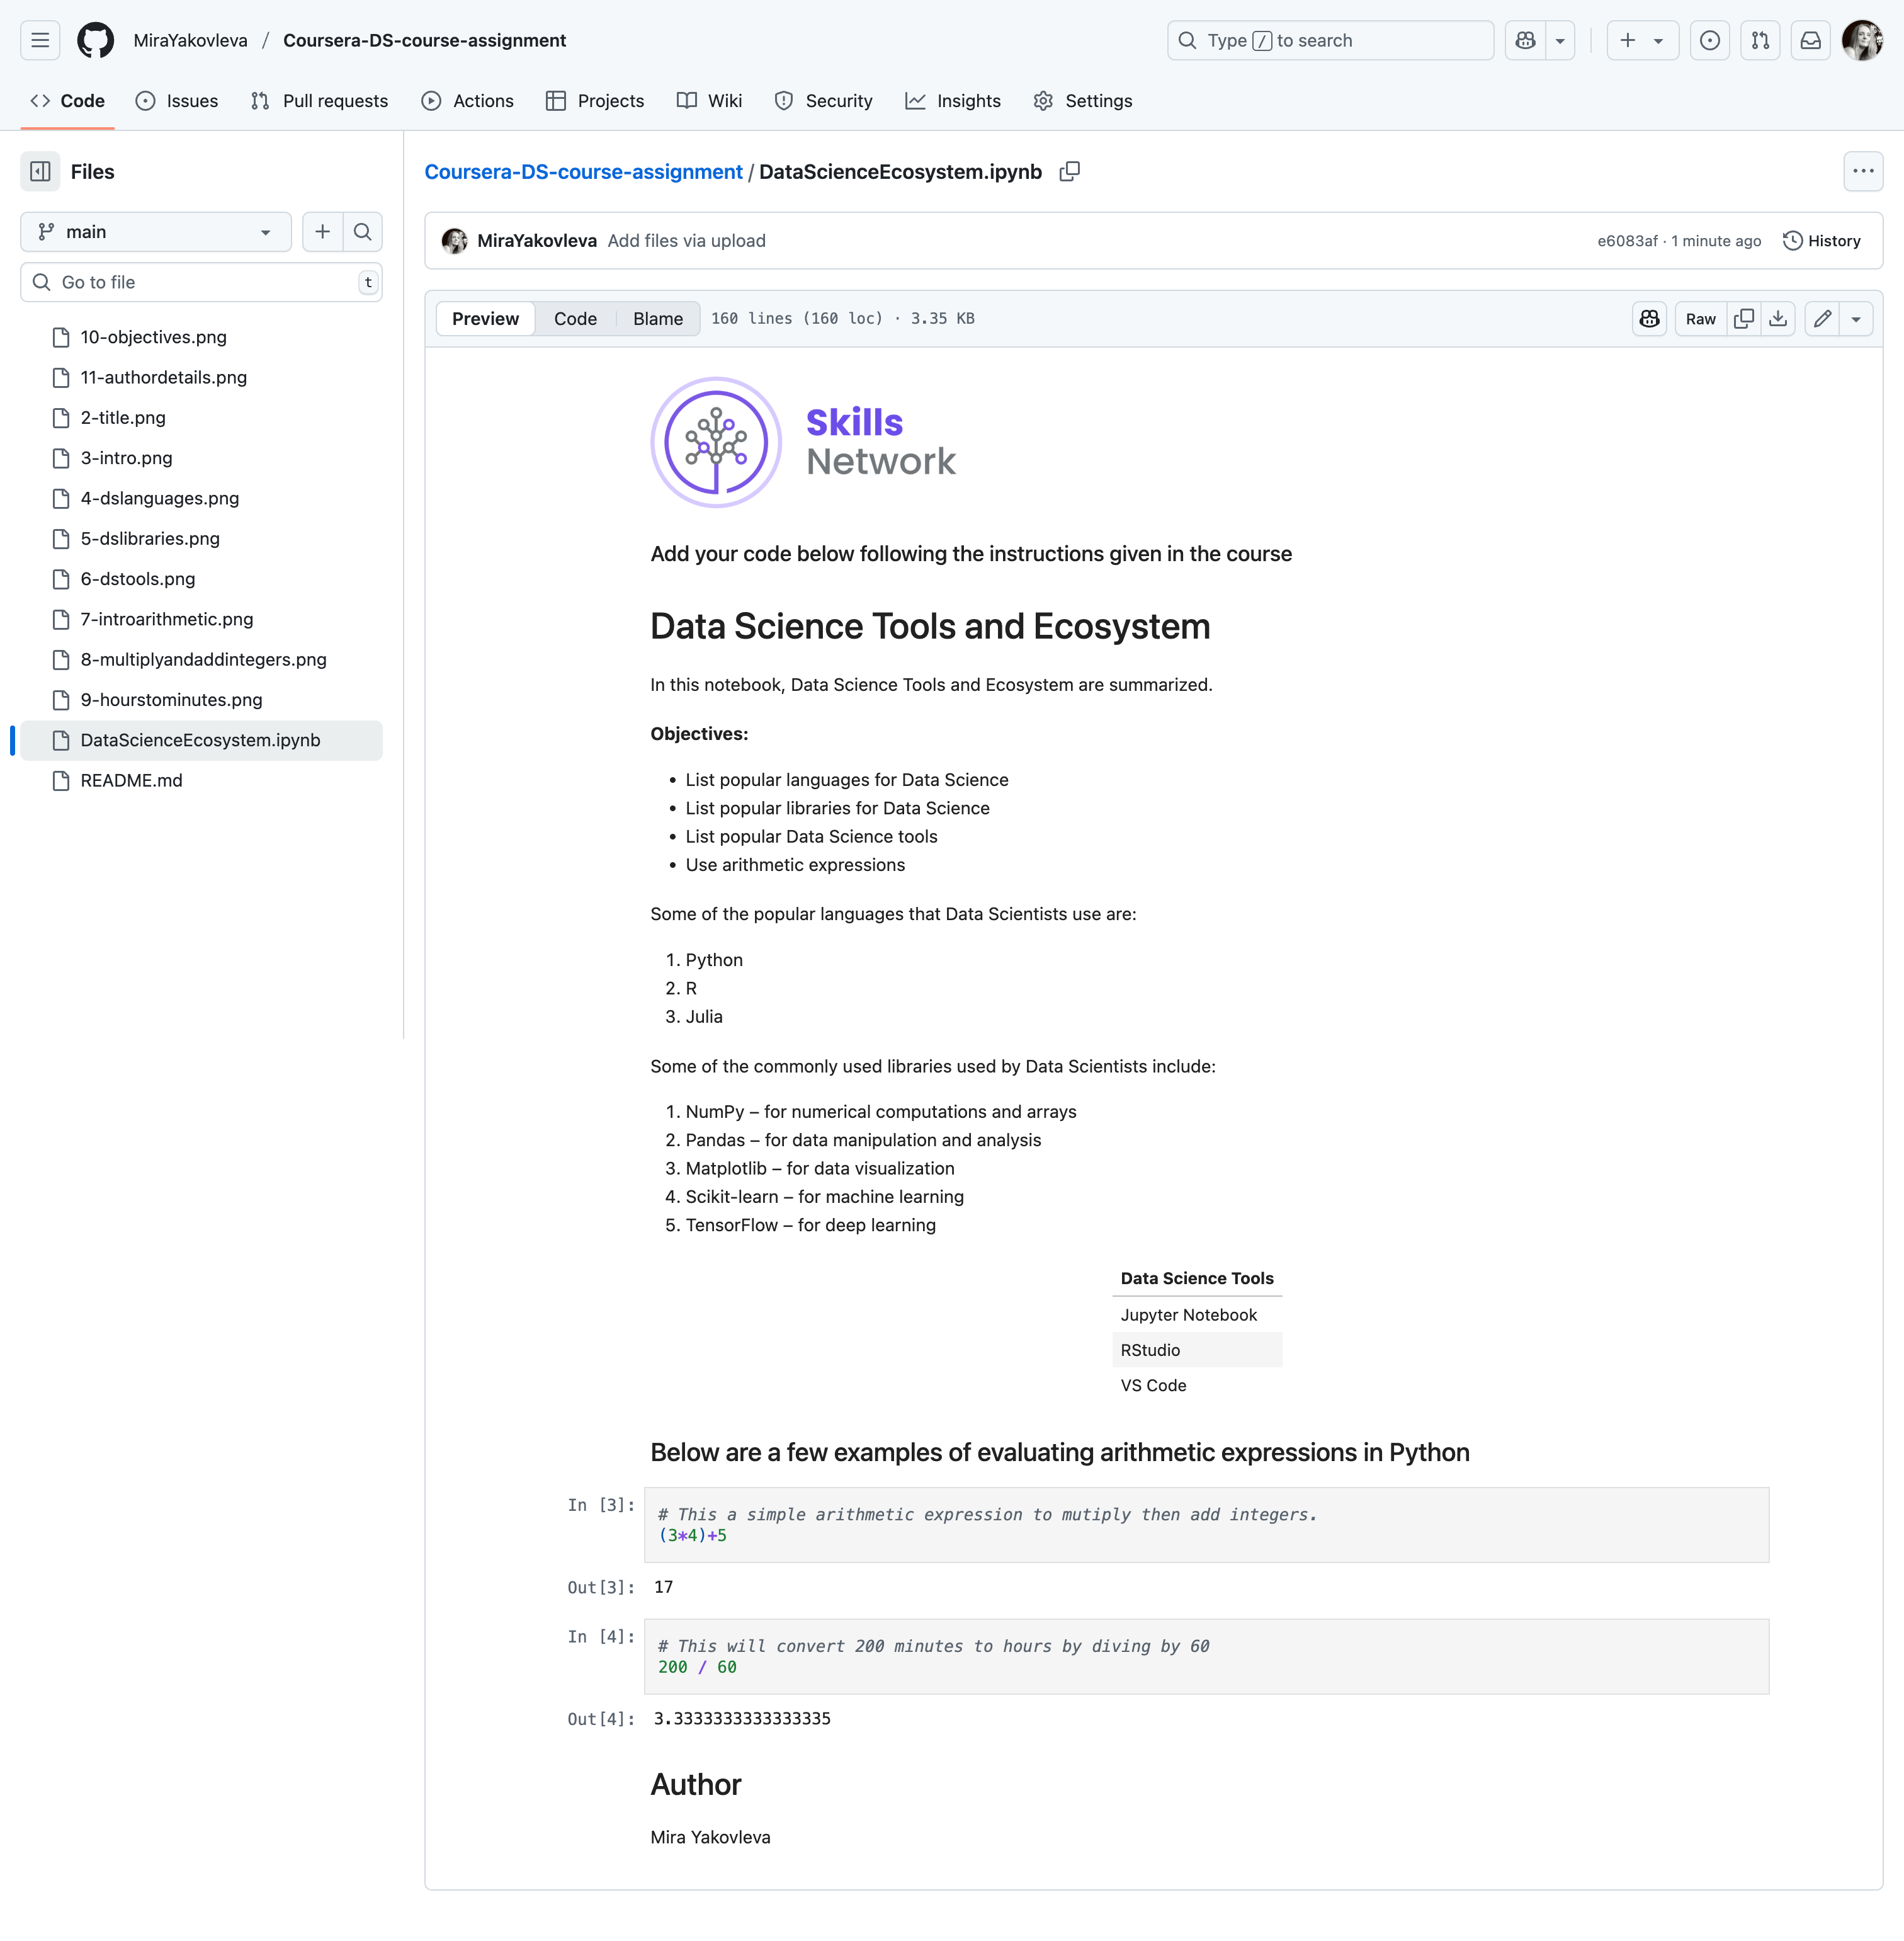 MiraYakovleva / Coursera-DS-course-assignment
Type / to search
Code
Issues
Pull requests
Actions
Projects
Wiki
Security
Insights
Settings
Files
main
Go to file
t
10-objectives.png
11-authordetails.png
2-title.png
3-intro.png
4-dslanguages.png
5-dslibraries.png
6-dstools.png
7-introarithmetic.png
8-multiplyandaddintegers.png
9-hourstominutes.png
DataScienceEcosystem.ipynb
README.md
Coursera-DS-course-assignment / DataScienceEcosystem.ipynb
MiraYakovleva Add files via upload
e6083af · 1 minute ago
History
Preview
Code
Blame
160 lines (160 loc) · 3.35 KB
Raw
Skills
Network
Add your code below following the instructions given in the course
Data Science Tools and Ecosystem
In this notebook, Data Science Tools and Ecosystem are summarized.
Objectives:
• List popular languages for Data Science
• List popular libraries for Data Science
• List popular Data Science tools
• Use arithmetic expressions
Some of the popular languages that Data Scientists use are:
1. Python
2. R
3. Julia
Some of the commonly used libraries used by Data Scientists include:
1. NumPy – for numerical computations and arrays
2. Pandas – for data manipulation and analysis
3. Matplotlib – for data visualization
4. Scikit-learn – for machine learning
5. TensorFlow – for deep learning
Data Science Tools
Jupyter Notebook
RStudio
VS Code
Below are a few examples of evaluating arithmetic expressions in Python
In [3]:
# This a simple arithmetic expression to mutiply then add integers.
(3*4)+5
Out[3]: 17
In [4]:
# This will convert 200 minutes to hours by diving by 60
200 / 60
Out[4]: 3.3333333333333335
Author
Mira Yakovleva